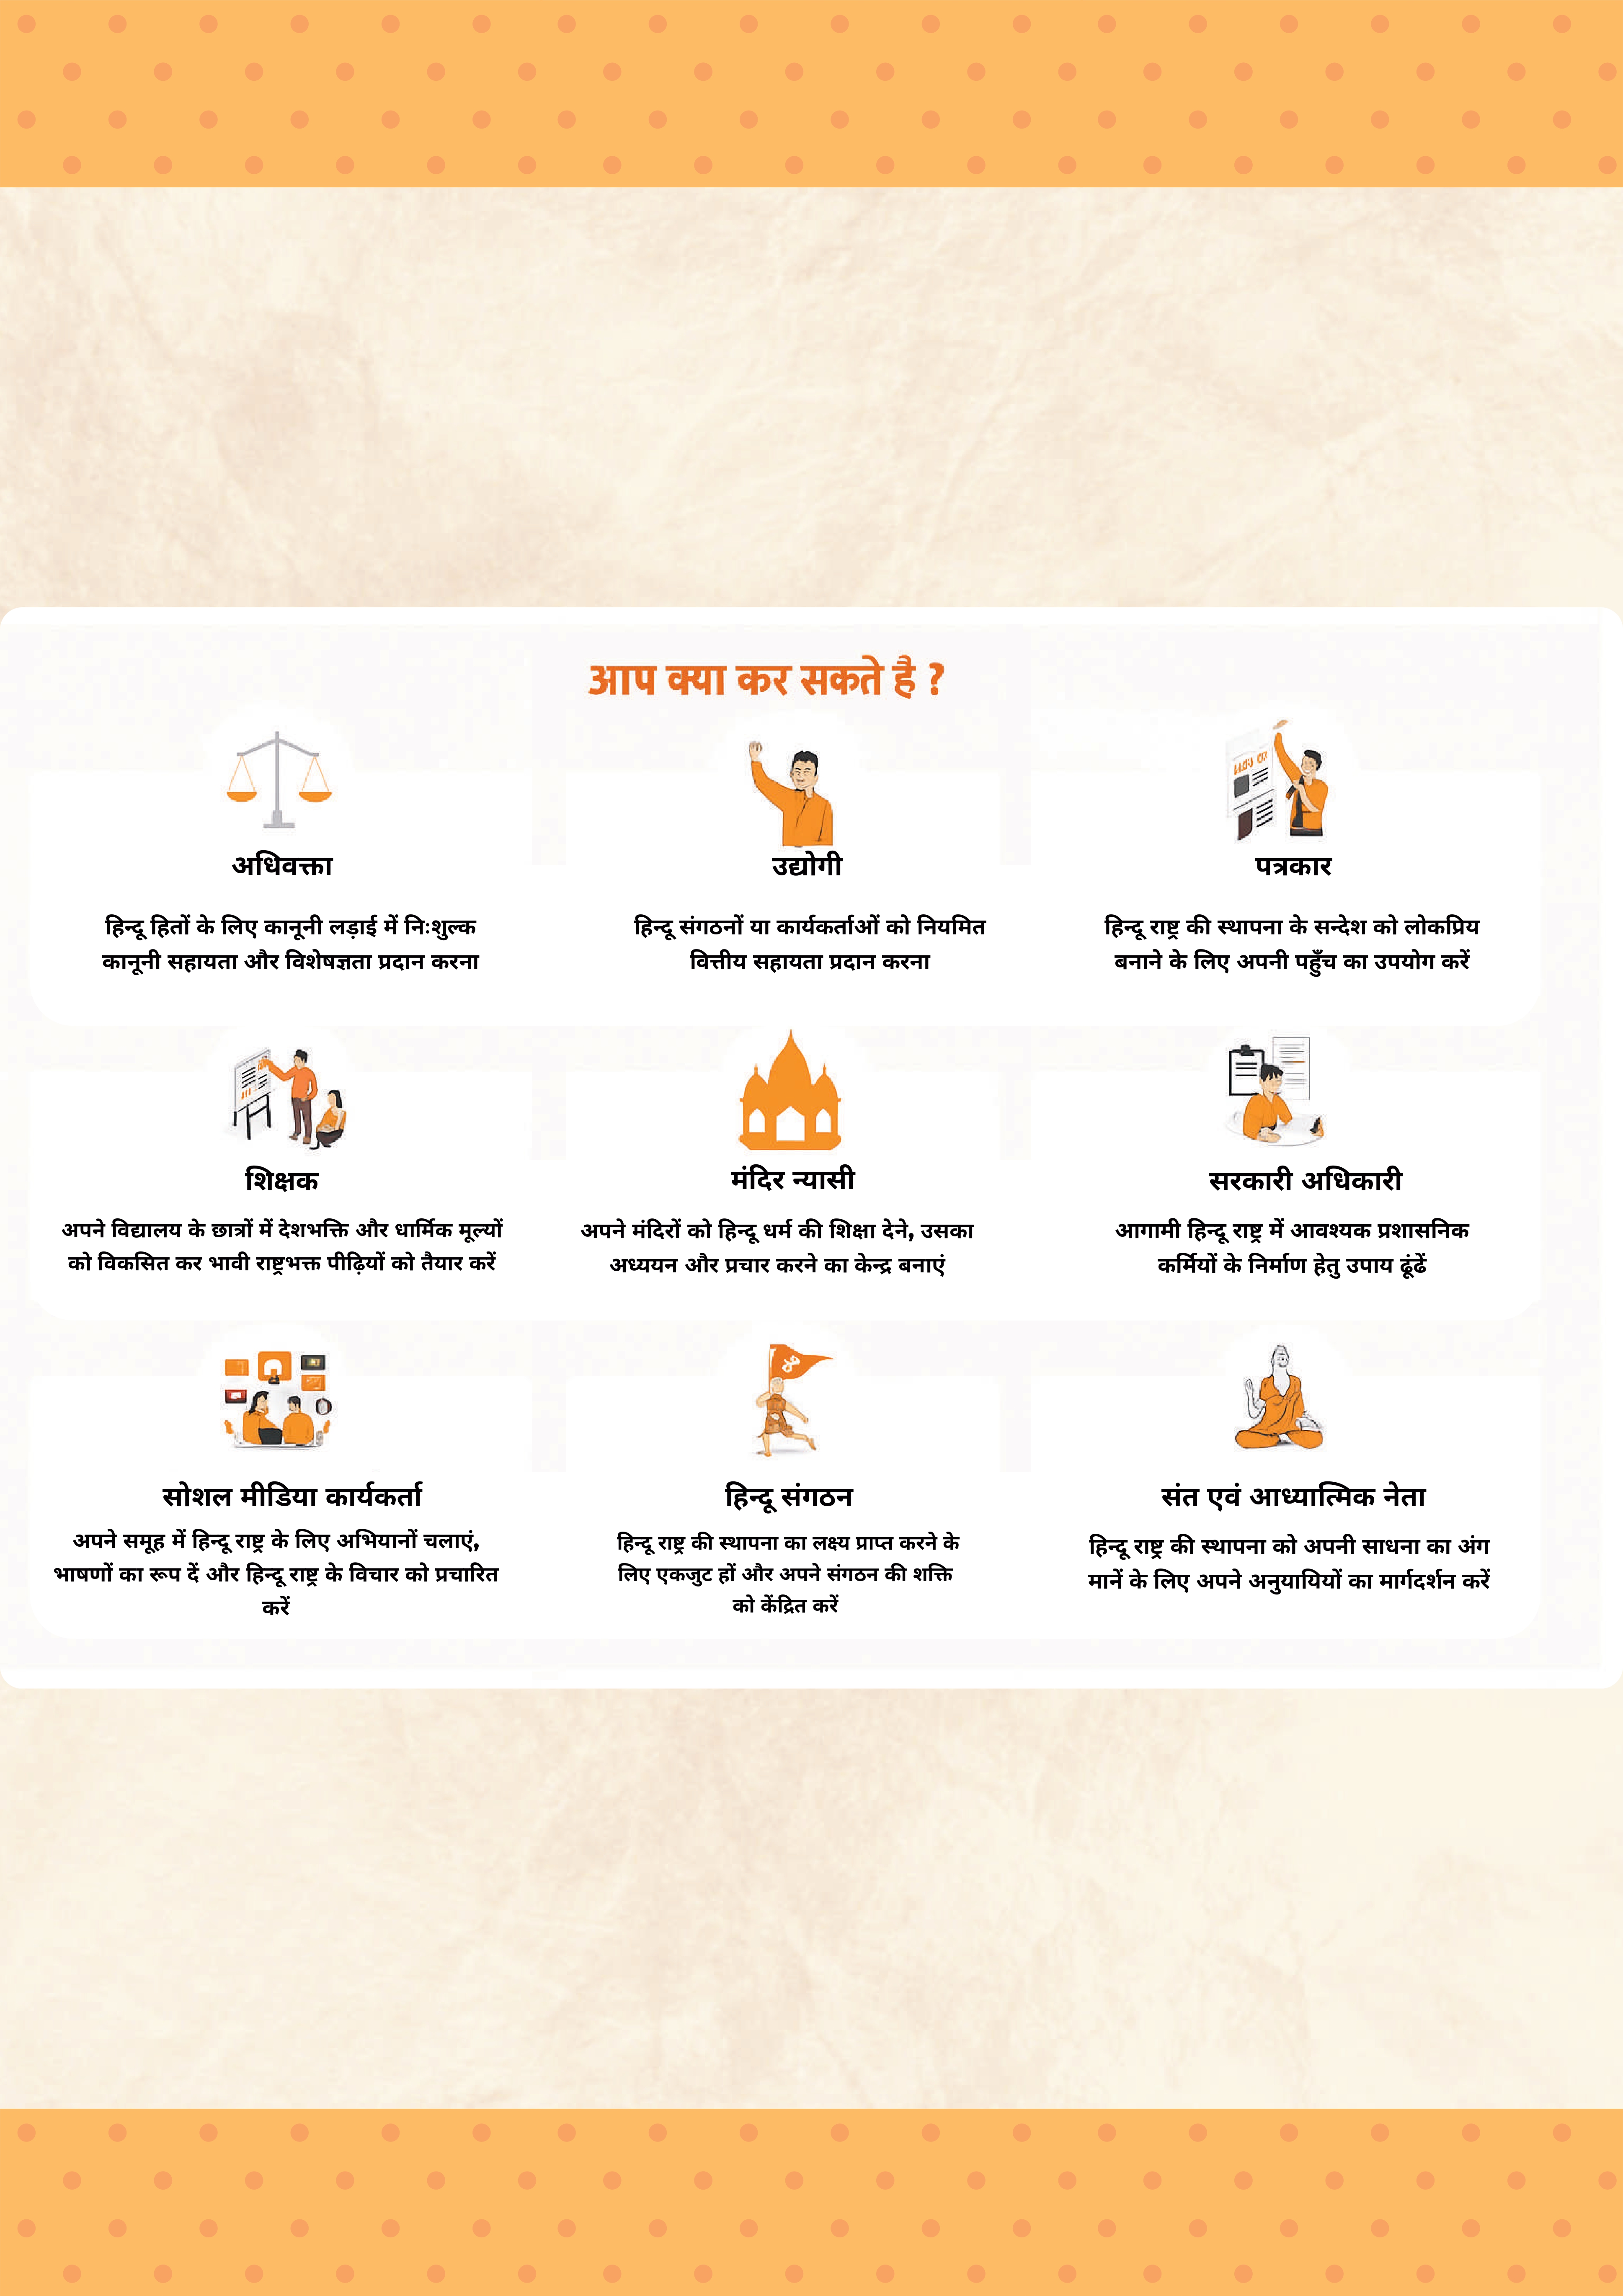 आप क्या कर सकते है ?
अधिवक्ता
हिन्दू हितों के लिए कानूनी लड़ाई में निःशुल्क
कानूनी सहायता और विशेषज्ञता प्रदान करना
उद्योगी
हिन्दू संगठनों या कार्यकर्ताओं को नियमित
वित्तीय सहायता प्रदान करना
पत्रकार
हिन्दू राष्ट्र की स्थापना के सन्देश को लोकप्रिय
बनाने के लिए अपनी पहुँच का उपयोग करें
शिक्षक
अपने विद्यालय के छात्रों में देशभक्ति और धार्मिक मूल्यों
को विकसित कर भावी राष्ट्रभक्त पीढ़ियों को तैयार करें
मंदिर न्यासी
अपने मंदिरों को हिन्दू धर्म की शिक्षा देने, उसका
अध्ययन और प्रचार करने का केन्द्र बनाएं
सरकारी अधिकारी
आगामी हिन्दू राष्ट्र में आवश्यक प्रशासनिक
कर्मियों के निर्माण हेतु उपाय ढूंढें
सोशल मीडिया कार्यकर्ता
अपने समूह में हिन्दू राष्ट्र के लिए अभियानों चलाएं,
भाषणों का रूप दें और हिन्दू राष्ट्र के विचार को प्रचारित
करें
हिन्दू संगठन
हिन्दू राष्ट्र की स्थापना का लक्ष्य प्राप्त करने के
लिए एकजुट हों और अपने संगठन की शक्ति
को केंद्रित करें
संत एवं आध्यात्मिक नेता
हिन्दू राष्ट्र की स्थापना को अपनी साधना का अंग
मानें के लिए अपने अनुयायियों का मार्गदर्शन करें